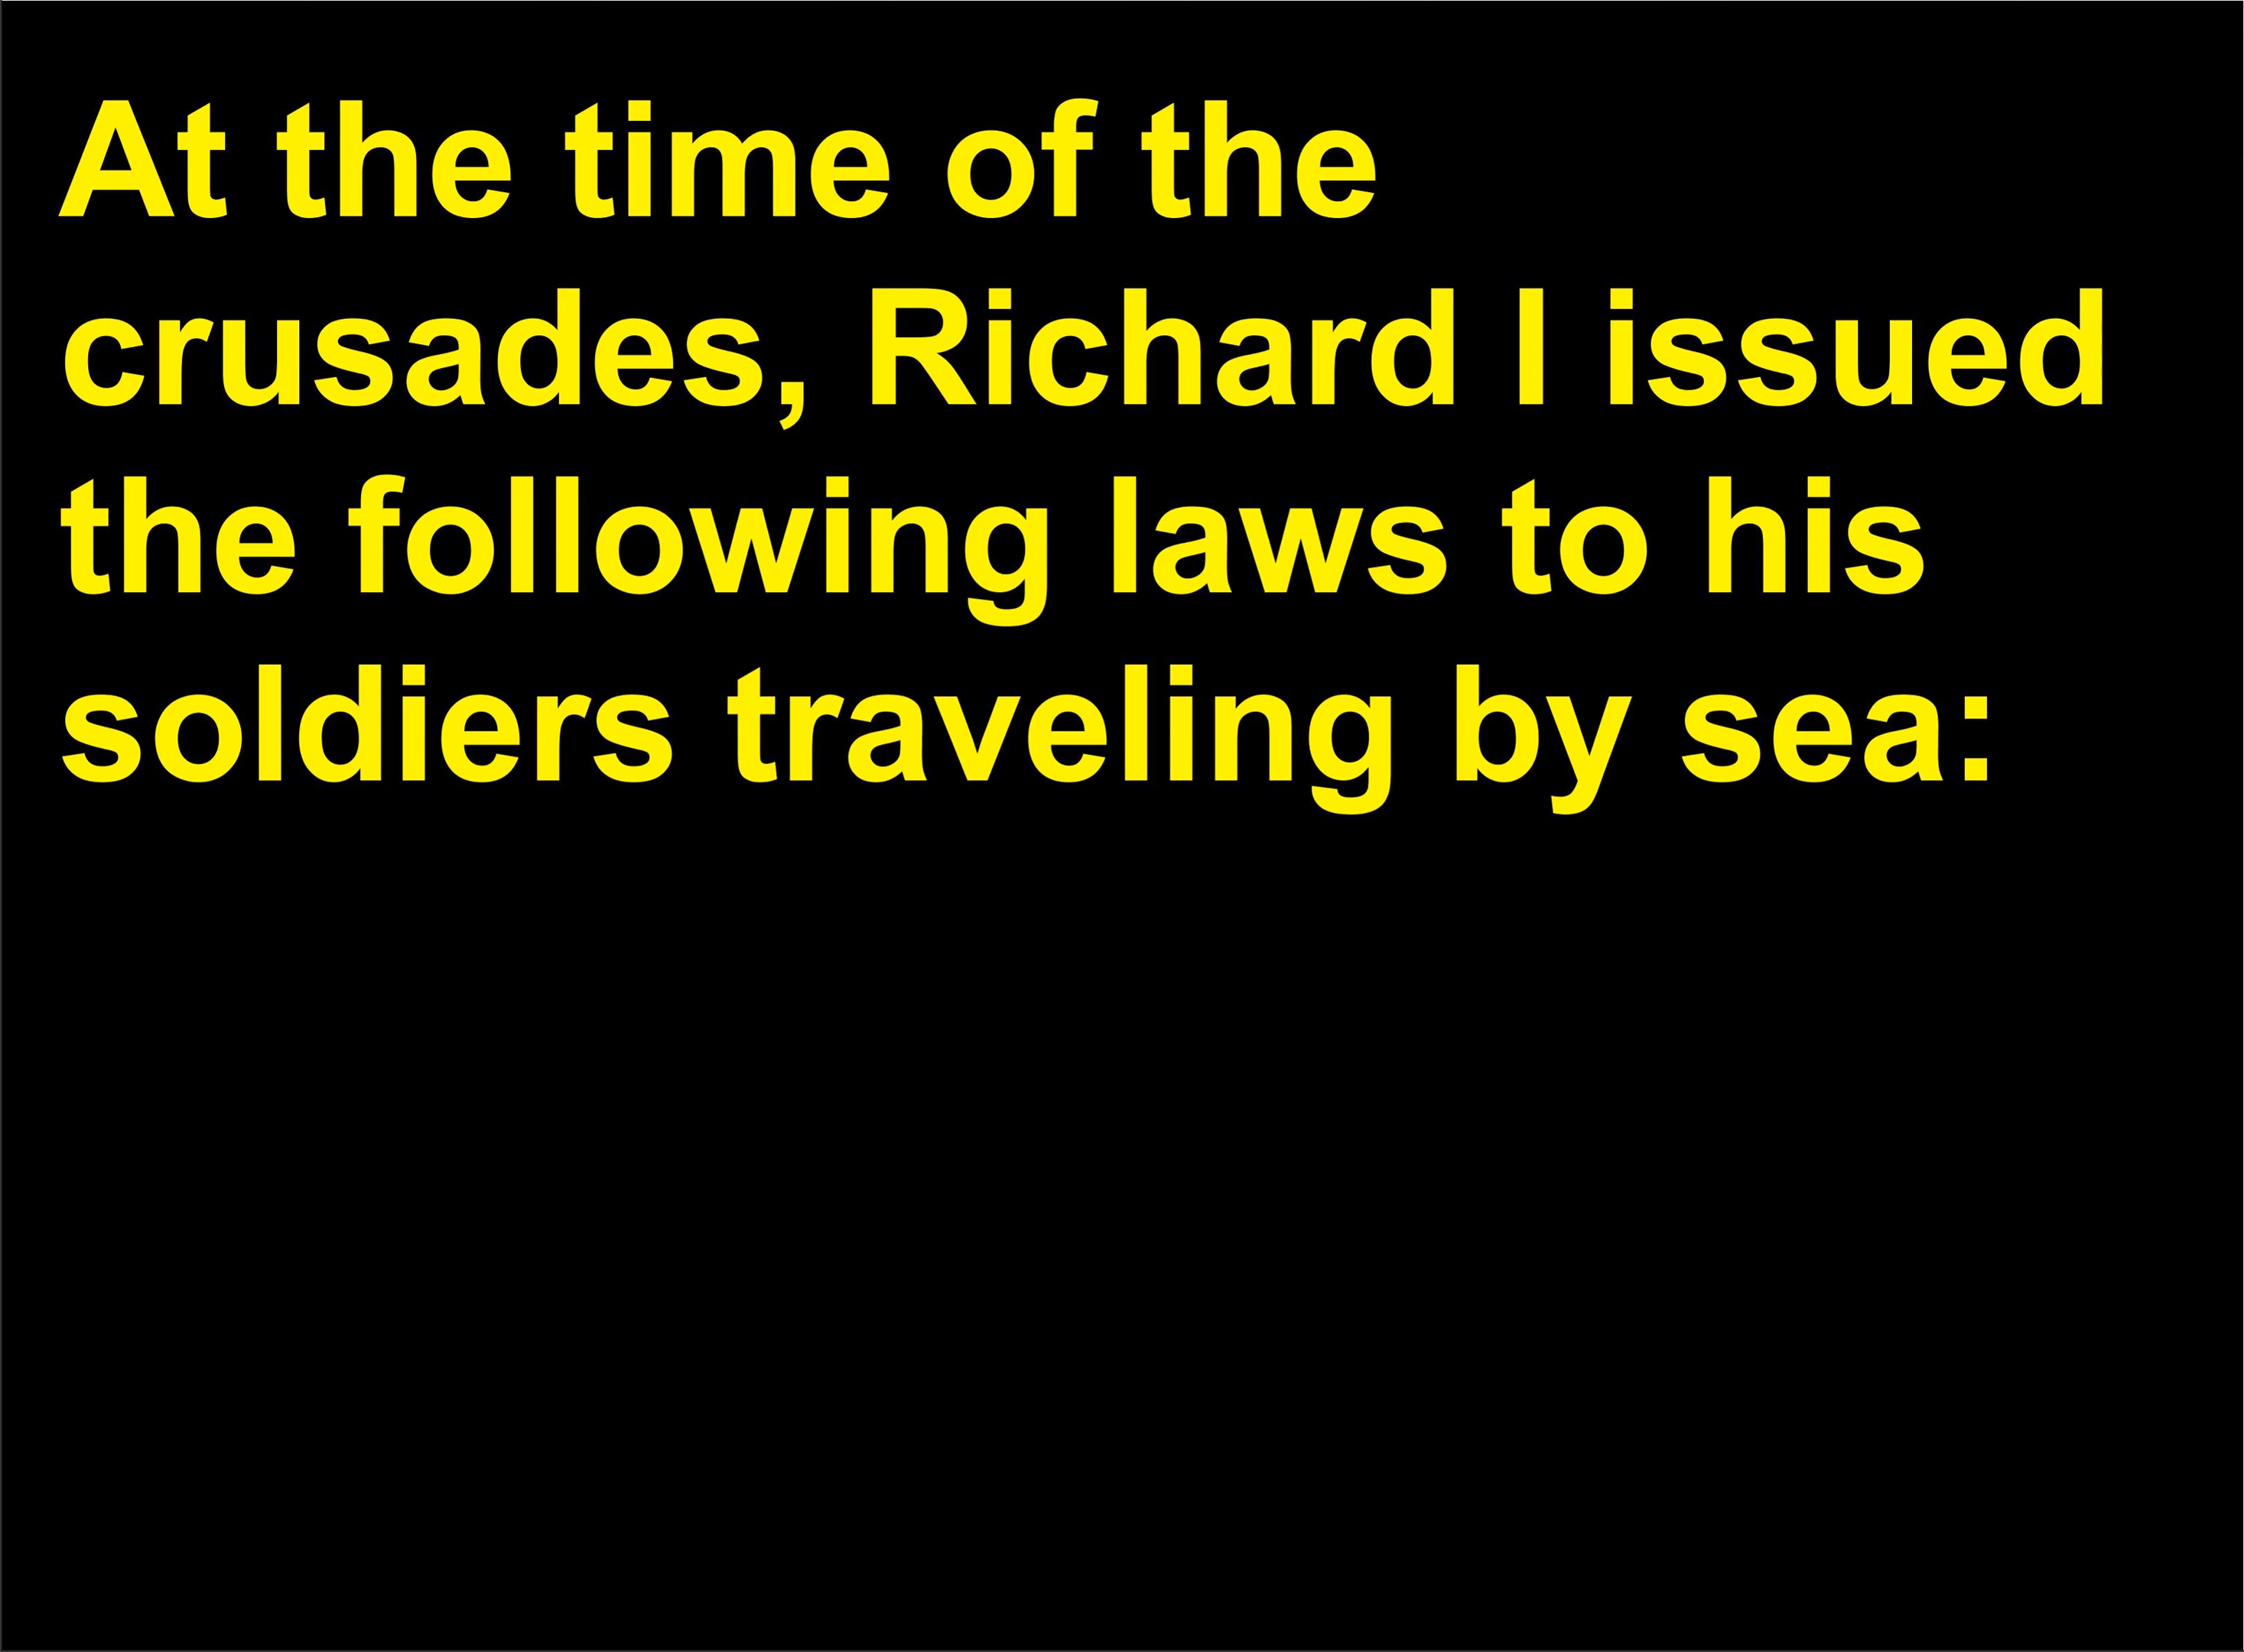 At the time of the
crusades, Richard I issued
the following laws to his
soldiers traveling by sea: